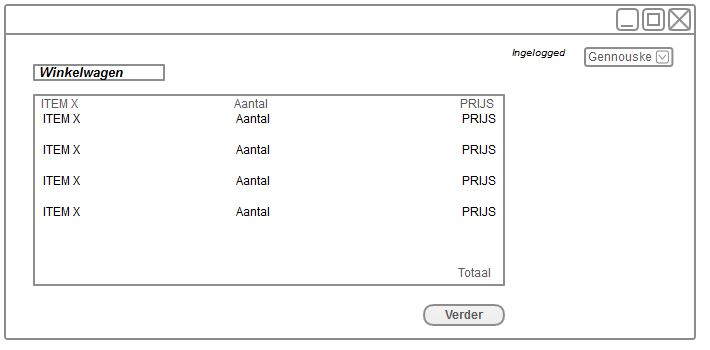 Ingelogged Gennouske
Winkelwagen
ITEM X Aantal PRIJS
ITEM X Aantal PRIJS
ITEM X Aantal PRIJS
ITEM X Aantal PRIJS
ITEM X Aantal PRIJS
Totaal
Verder